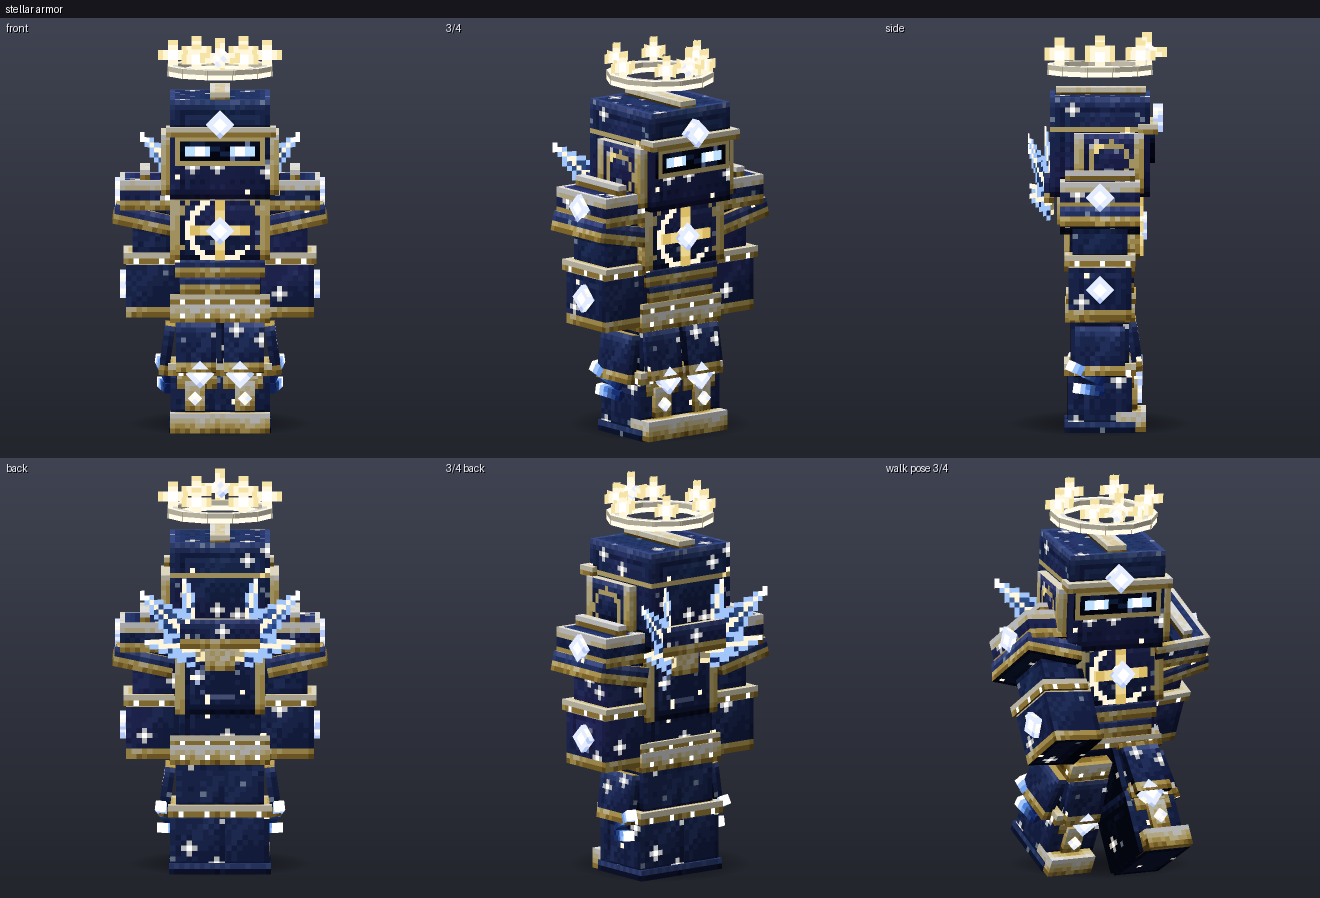 stellar armor
front
3/4
side
back
3/4 back
walk pose 3/4